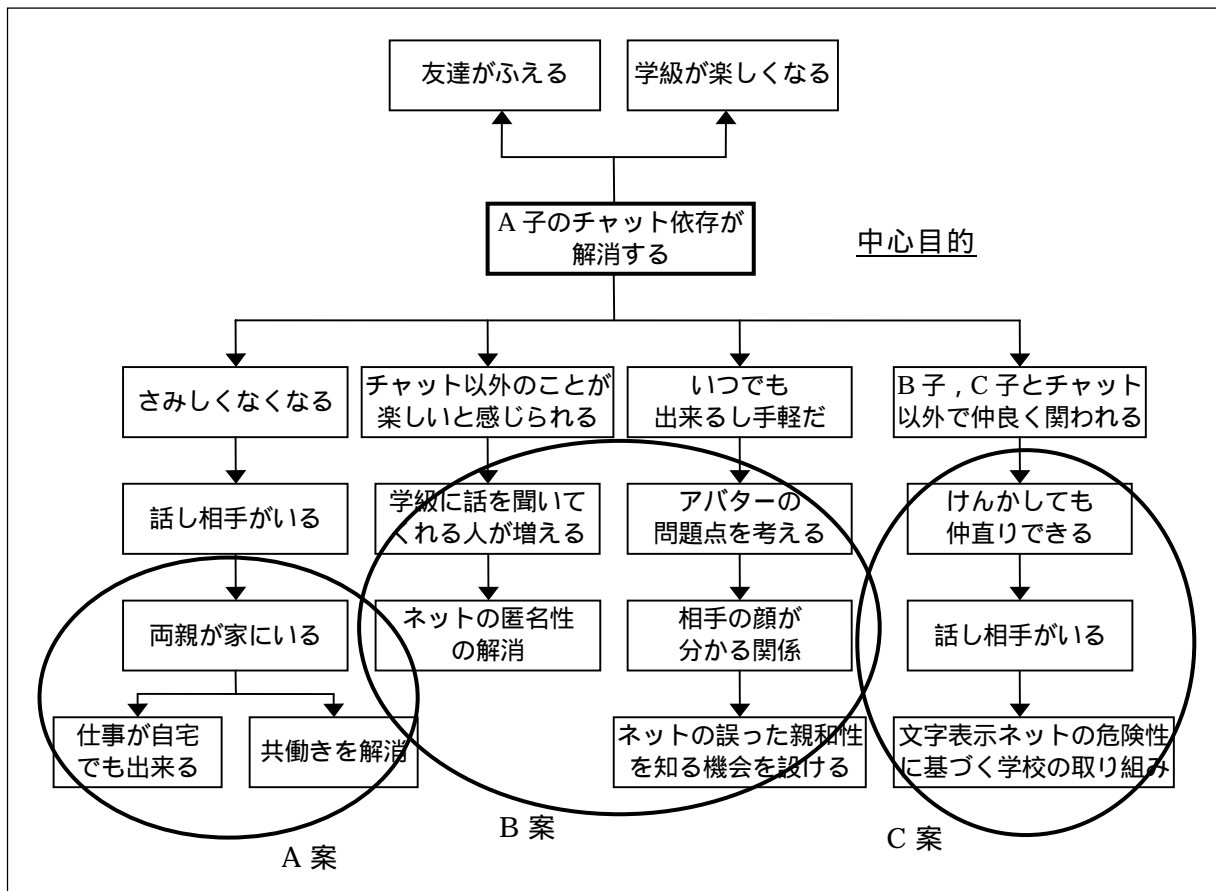 友達がふえる
学級が楽しくなる
A 子のチャット依存が
解消する
中心目的
さみしくなくなる
チャット以外のことが
楽しいと感じられる
いつでも
出来るし手軽だ
B 子 , C 子とチャット
以外で仲良く関われる
話し相手がいる
学級に話を聞いて
くれる人が増える
アバターの
問題点を考える
けんかしても
仲直りできる
両親が家にいる
ネットの匿名性
の解消
相手の顔が
分かる関係
話し相手がいる
仕事が自宅
でも出来る
共働きを解消
ネットの誤った親和性
を知る機会を設ける
文字表示ネットの危険性
に基づく学校の取り組み
A 案
B 案
C 案